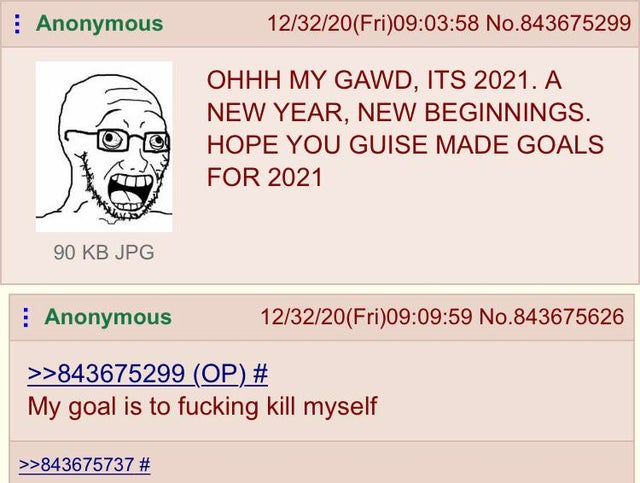 Anonymous 12/32/20(Fri)09:03:58 No.843675299
OHHH MY GAWD, ITS 2021. A
NEW YEAR, NEW BEGINNINGS.
HOPE YOU GUISE MADE GOALS
FOR 2021
90 KB JPG
Anonymous 12/32/20(Fri)09:09:59 No.843675626
>>843675299 (OP) #
My goal is to fucking kill myself
>>843675737 #